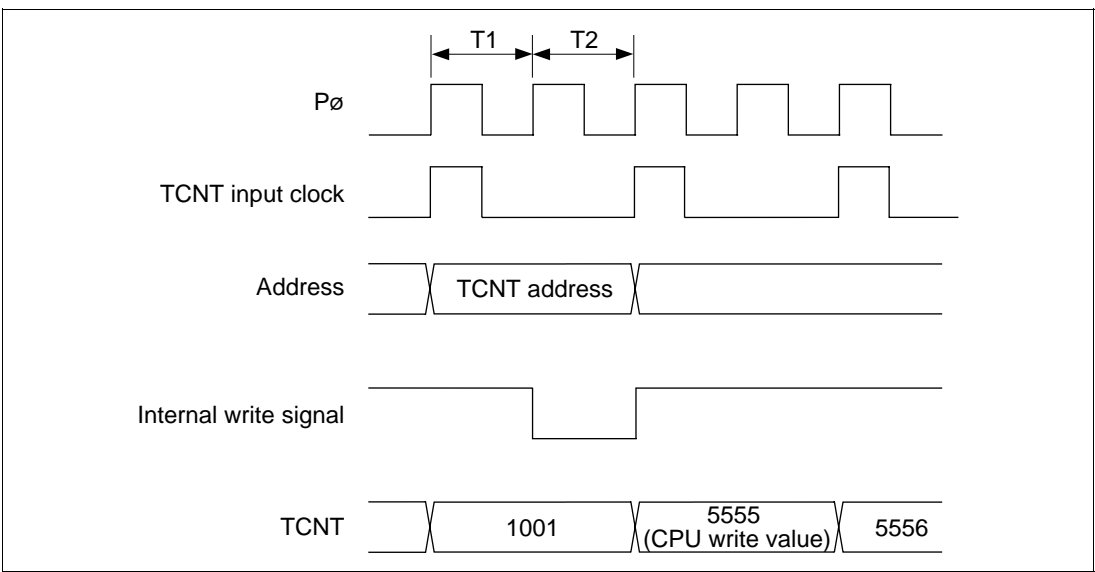 T1 T2
Pø
TCNT input clock
Address TCNT address
Internal write signal
TCNT 1001 5555 5556
(CPU write value)